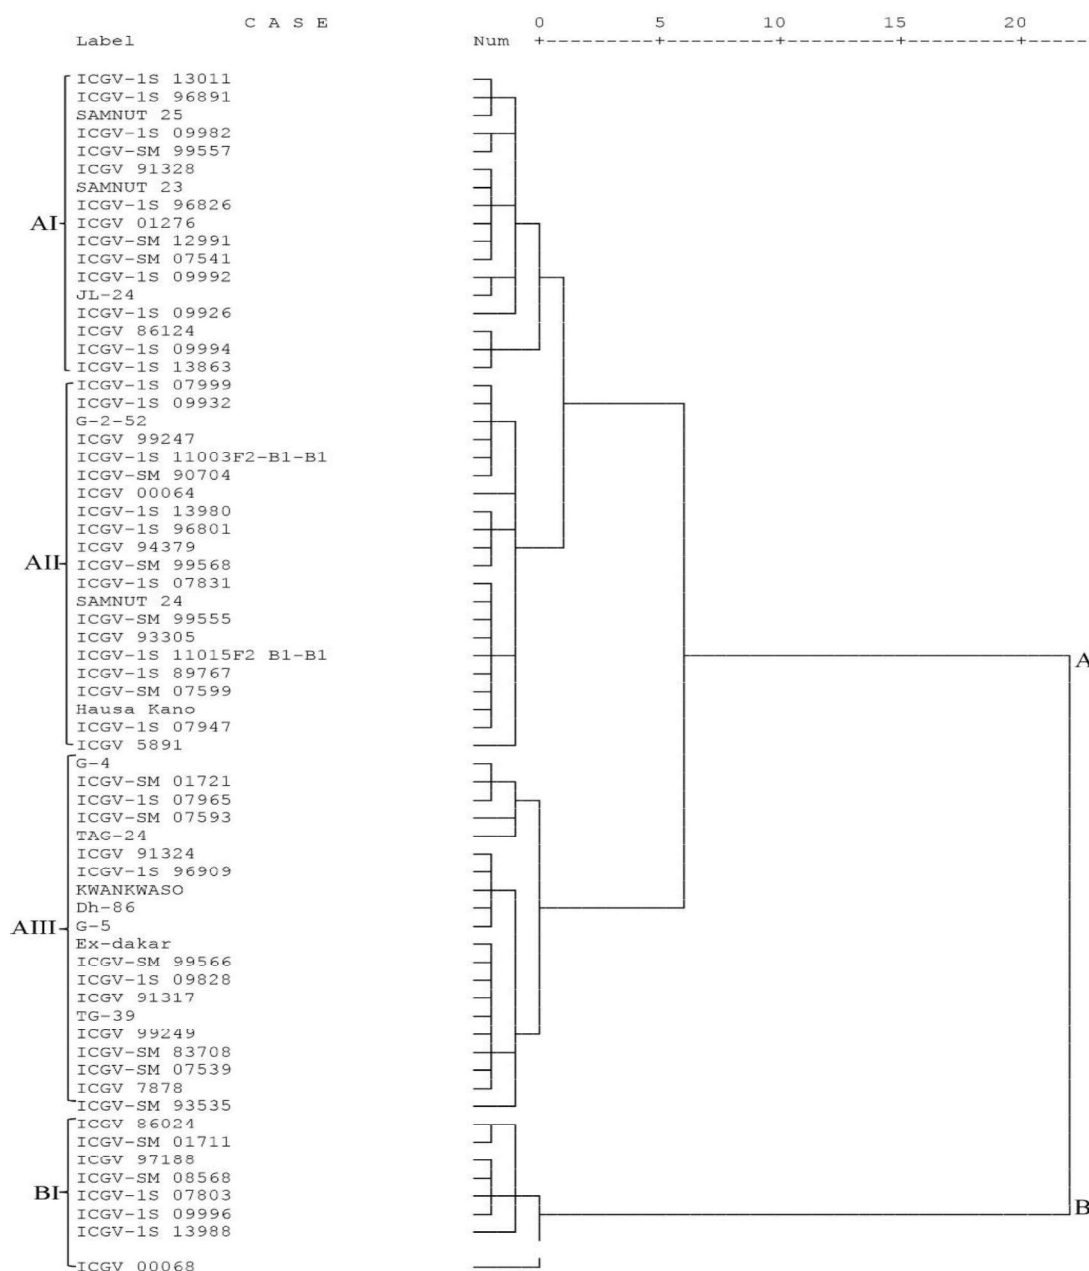 C A S E 0 5 10 15 20
Label Num +---------+---------+---------+---------+---------
ICGV-1S 13011
ICGV-1S 96891
SAMNUT 25
ICGV-1S 09982
ICGV-SM 99557
ICGV 91328
SAMNUT 23
ICGV-1S 96826
AI ICGV 01276
ICGV-SM 12991
ICGV-SM 07541
ICGV-1S 09992
JL-24
ICGV-1S 09926
ICGV 86124
ICGV-1S 09994
ICGV-1S 13863
ICGV-1S 07999
ICGV-1S 09932
G-2-52
ICGV 99247
ICGV-1S 11003F2-B1-B1
ICGV-SM 90704
ICGV 00064
ICGV-1S 13980
ICGV-1S 96801
ICGV 94379
AII ICGV-SM 99568
ICGV-1S 07831
SAMNUT 24
ICGV-SM 99555
ICGV 93305
ICGV-1S 11015F2 B1-B1 A
ICGV-1S 89767
ICGV-SM 07599
Hausa Kano
ICGV-1S 07947
ICGV 5891
G-4
ICGV-SM 01721
ICGV-1S 07965
ICGV-SM 07593
TAG-24
ICGV 91324
ICGV-1S 96909
KWANKWASO
Dh-86
AIII G-5
Ex-dakar
ICGV-SM 99566
ICGV-1S 09828
ICGV 91317
TG-39
ICGV 99249
ICGV-SM 83708
ICGV-SM 07539
ICGV 7878
ICGV-SM 93535
ICGV 86024
ICGV-SM 01711
ICGV 97188
ICGV-SM 08568
BI ICGV-1S 07803
ICGV-1S 09996 B
ICGV-1S 13988
ICGV 00068